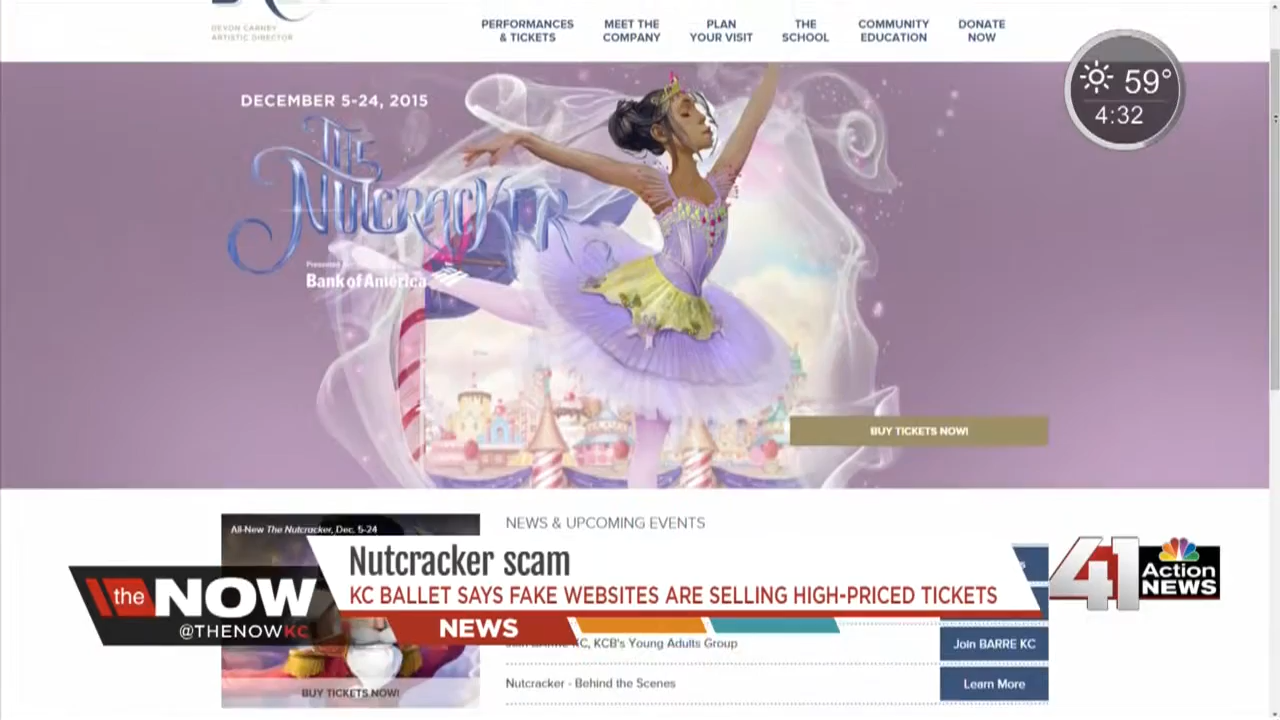 DEVON CARNEY
ARTISTIC DIRECTOR
PERFORMANCES
& TICKETS
MEET THE
COMPANY
PLAN
YOUR VISIT
THE
SCHOOL
COMMUNITY
EDUCATION
DONATE
NOW
59°
4:32
DECEMBER 5-24, 2015
THE
NUTCRACKER
Presented
Bank of America
BUY TICKETS NOW!
All-New The Nutcracker, Dec. 5-24
NEWS & UPCOMING EVENTS
Nutcracker scam
KC BALLET SAYS FAKE WEBSITES ARE SELLING HIGH-PRICED TICKETS
the NOW
@THENOWKC
NEWS
41 Action
NEWS
Join BARRE KC, KCB's Young Adults Group
Join BARRE KC
Nutcracker - Behind the Scenes
Learn More
BUY TICKETS NOW!